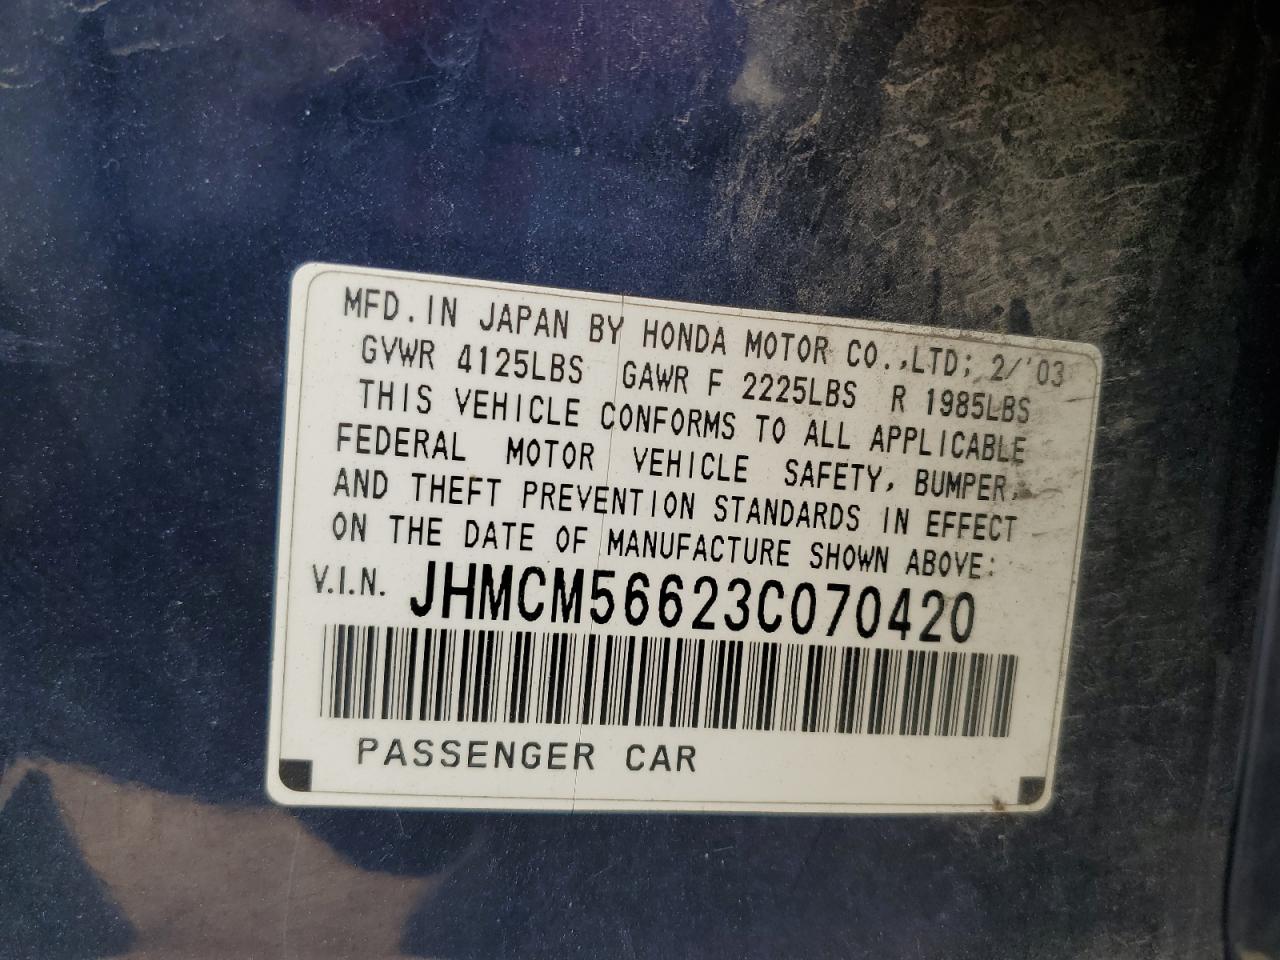 MFD. IN JAPAN BY HONDA MOTOR CO.,LTD; 2/'03
GVWR 4125LBS GAWR F 2225LBS R 1985LBS
THIS VEHICLE CONFORMS TO ALL APPLICABLE
FEDERAL MOTOR VEHICLE SAFETY, BUMPER,
AND THEFT PREVENTION STANDARDS IN EFFECT
ON THE DATE OF MANUFACTURE SHOWN ABOVE:
V.I.N. JHMCM56623C070420
PASSENGER CAR